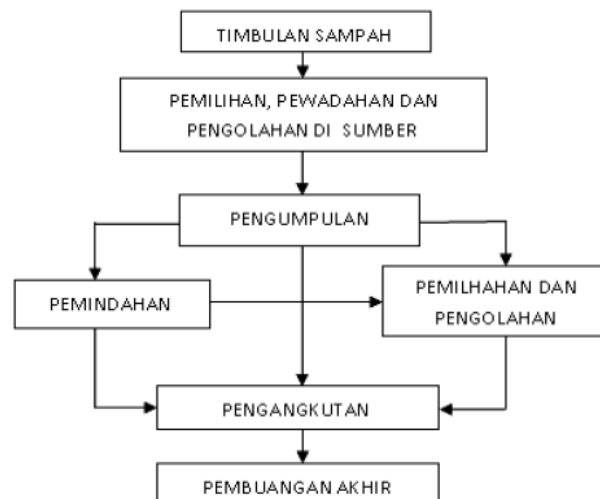 TIMBULAN SAMPAH
PEMILIHAN, PEWADAHAN DAN
PENGOLAHAN DI SUMBER
PENGUMPULAN
PEMINDAHAN
PEMILHAHAN DAN
PENGOLAHAN
PENGANGKUTAN
PEMBUANGAN AKHIR